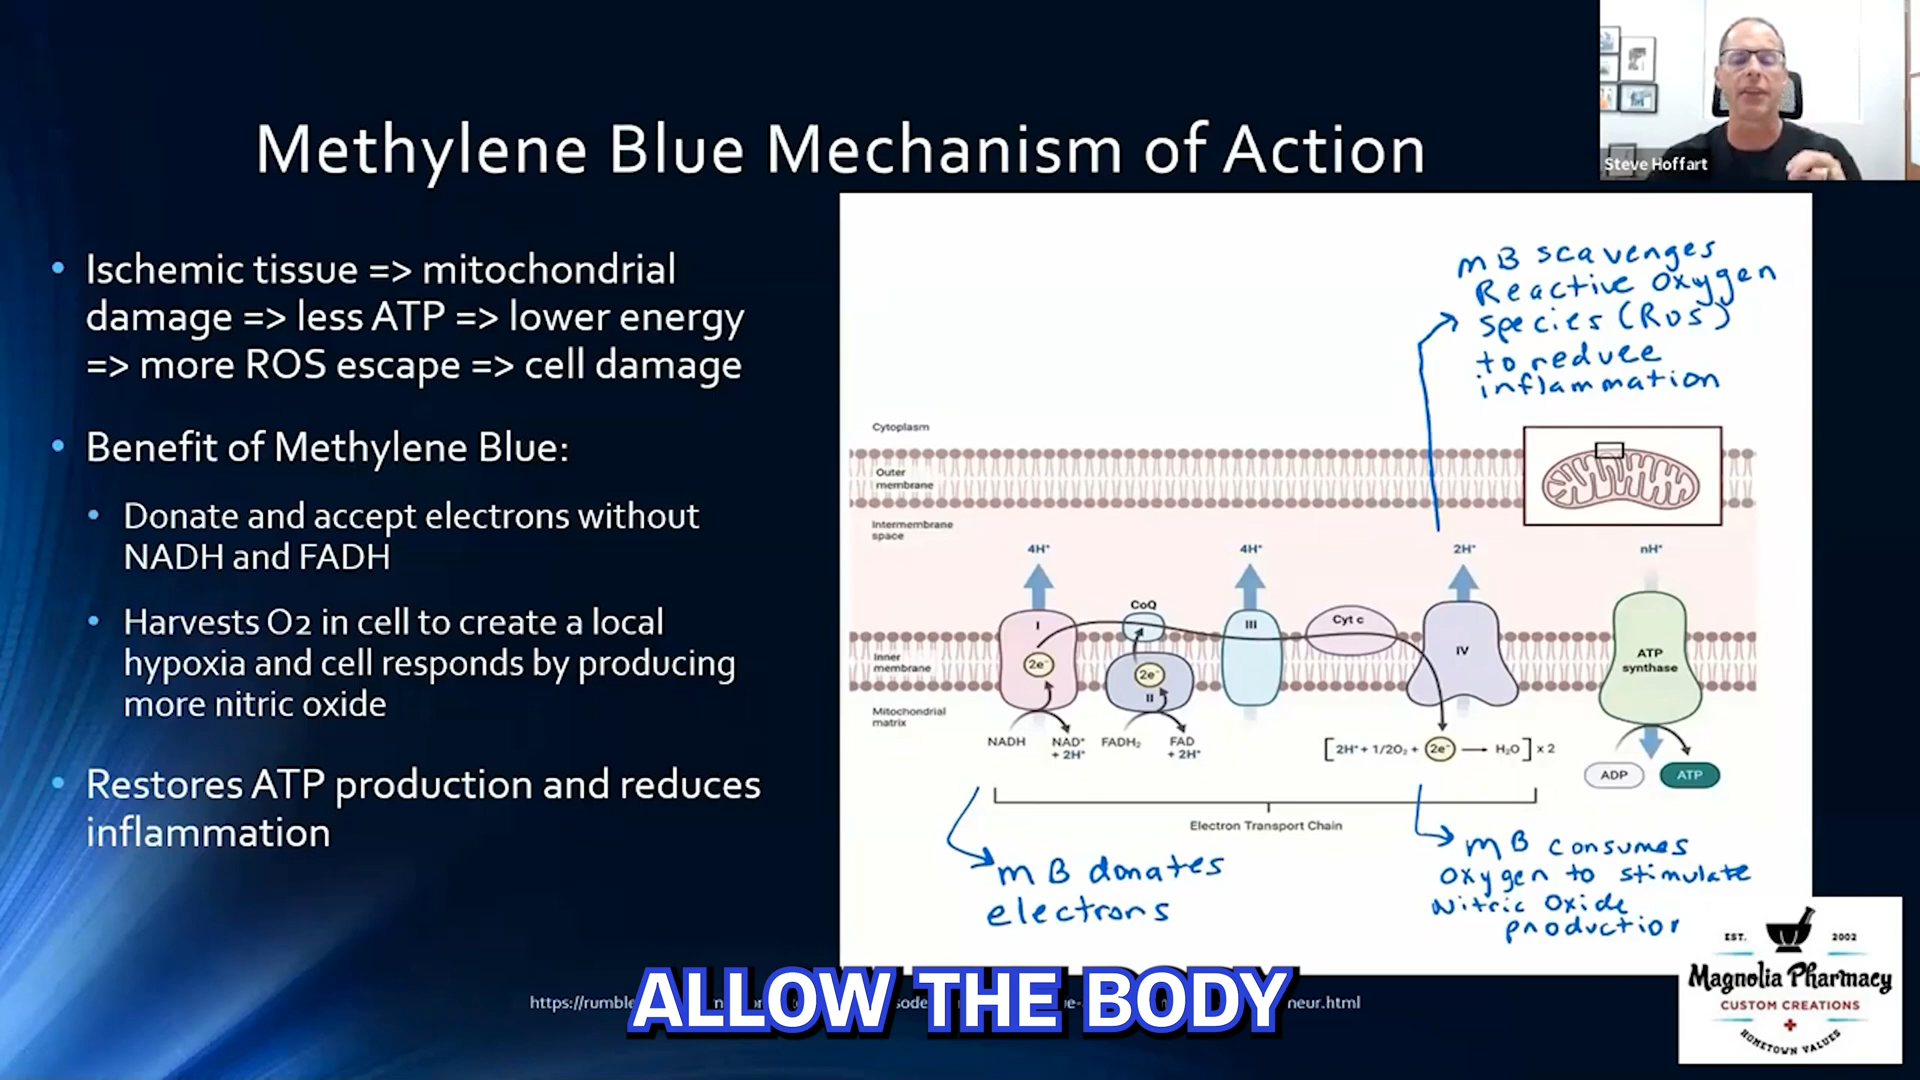 Steve Hoffart
Methylene Blue Mechanism of Action
• Ischemic tissue => mitochondrial
damage => less ATP => lower energy
=> more ROS escape => cell damage
• Benefit of Methylene Blue:
• Donate and accept electrons without
NADH and FADH
• Harvests O2 in cell to create a local
hypoxia and cell responds by producing
more nitric oxide
• Restores ATP production and reduces
inflammation
MB scavenges
Reactive Oxygen
species (ROS)
to reduce
inflammation
Cytoplasm
Outer
membrane
Intermembrane
space
4H⁺ 4H⁺ 2H⁺ nH⁺
CoQ
I III Cyt c IV
2e⁻ 2e⁻
II
ATP
synthase
Inner
membrane
Mitochondrial
matrix
NADH NAD⁺
+ 2H⁺
FADH₂ FAD
+ 2H⁺
[2H⁺ + 1/2O₂ + 2e⁻ → H₂O] x 2
ADP ATP
Electron Transport Chain
MB donates
electrons
MB consumes
oxygen to stimulate
Nitric Oxide
production
https://rumble
neur.html
ALLOW THE BODY
EST. 2002
Magnolia Pharmacy
CUSTOM CREATIONS
HOMETOWN VALUES